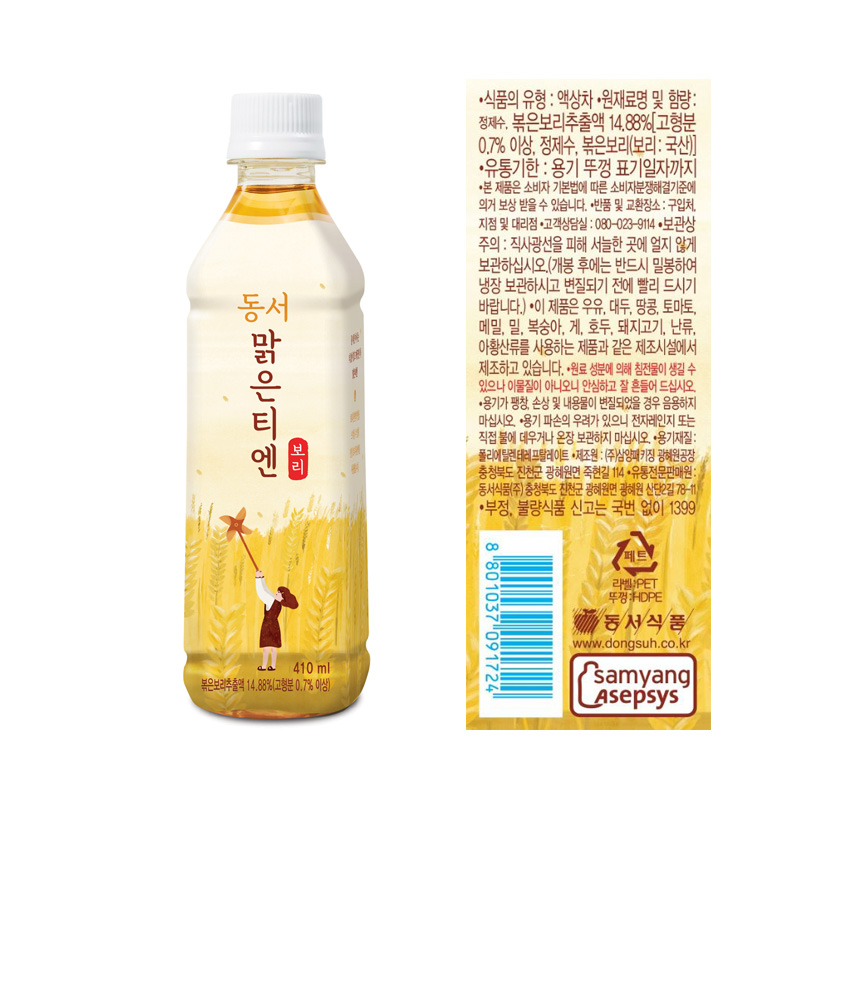 동서
맑은티엔
보리
410 ml
볶은보리추출액 14.88%(고형분 0.7% 이상)
•식품의 유형 : 액상차 •원재료명 및 함량 :
정제수, 볶은보리추출액 14.88%[고형분
0.7% 이상, 정제수, 볶은보리(보리 : 국산)]
•유통기한 : 용기 뚜껑 표기일자까지
•본 제품은 소비자 기본법에 따른 소비자분쟁해결기준에
의거 보상 받을 수 있습니다. •반품 및 교환장소 : 구입처,
지점 및 대리점 •고객상담실 : 080-023-9114 •보관상
주의 : 직사광선을 피해 서늘한 곳에 얼지 않게
보관하십시오.(개봉 후에는 반드시 밀봉하여
냉장 보관하시고 변질되기 전에 빨리 드시기
바랍니다.) •이 제품은 우유, 대두, 땅콩, 토마토,
메밀, 밀, 복숭아, 게, 호두, 돼지고기, 난류,
아황산류를 사용하는 제품과 같은 제조시설에서
제조하고 있습니다. •원료 성분에 의해 침전물이 생길 수
있으나 이물질이 아니오니 안심하고 잘 흔들어 드십시오.
•용기가 팽창, 손상 및 내용물이 변질되었을 경우 음용하지
마십시오. •용기 파손의 우려가 있으니 전자레인지 또는
직접 불에 데우거나 온장 보관하지 마십시오. •용기재질 :
폴리에틸렌테레프탈레이트 •제조원 : (주)삼양패키징 광혜원공장
충청북도 진천군 광혜원면 죽현길 114 •유통전문판매원 :
동서식품(주) 충청북도 진천군 광혜원면 광혜원 산단2길 78-11
•부정, 불량식품 신고는 국번 없이 1399
8 801037 091724
페트
라벨:PET
뚜껑:HDPE
동서식품
www.dongsuh.co.kr
samyang
Asepsys